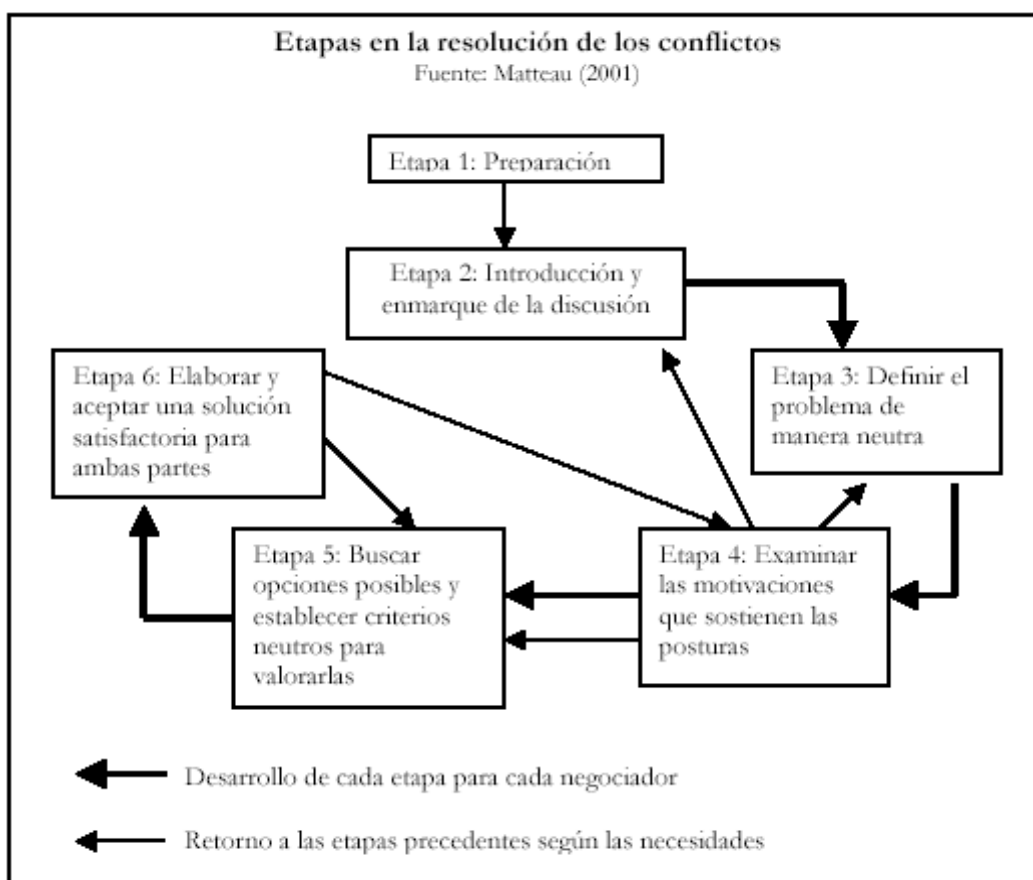 Etapas en la resolución de los conflictos
Fuente: Matteau (2001)
Etapa 1: Preparación
Etapa 2: Introducción y
enmarque de la discusión
Etapa 3: Definir el
problema de
manera neutra
Etapa 6: Elaborar y
aceptar una solución
satisfactoria para
ambas partes
Etapa 5: Buscar
opciones posibles y
establecer criterios
neutros para
valorarlas
Etapa 4: Examinar
las motivaciones
que sostienen las
posturas
Desarrollo de cada etapa para cada negociador
Retorno a las etapas precedentes según las necesidades